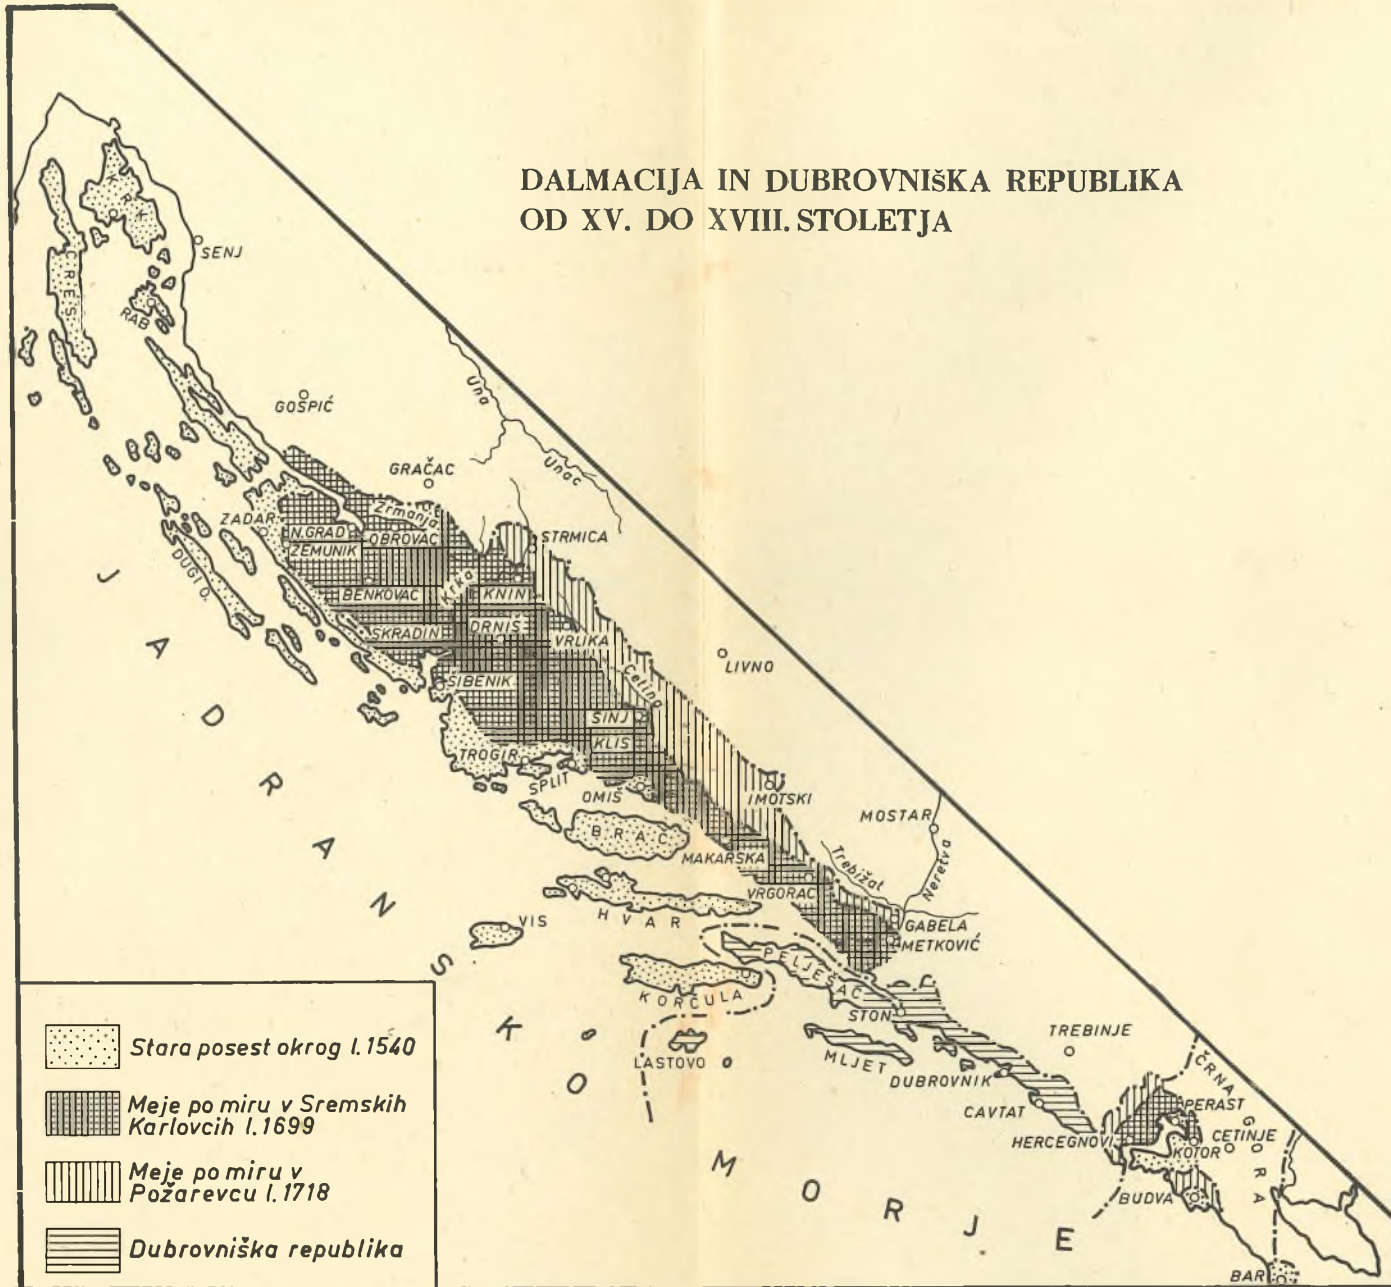 DALMACIJA IN DUBROVNIŠKA REPUBLIKA
OD XV. DO XVIII. STOLETJA
KRK
CRES
SENJ
RAB
GOSPIĆ
Una
Unac
GRAČAC
Zrmanja
ZADAR
N.GRAD
OBROVAC
ZEMUNIK
STRMICA
DUGI O.
BENKOVAC
Krka
KNIN
SKRADIN
DRNIŠ
VRLIKA
LIVNO
Cetina
ŠIBENIK
SINJ
KLIS
TROGIR
SPLIT
OMIŠ
IMOTSKI
MOSTAR
BRAČ
MAKARSKA
Trebižat
Neretva
VRGORAC
HVAR
VIS
GABELA
METKOVIĆ
PELJEŠAC
KORČULA
STON
LASTOVO
MLJET
TREBINJE
DUBROVNIK
CAVTAT
ČRNA GORA
PERAST
HERCEGNOVI
CETINJE
KOTOR
BUDVA
BAR
JADRANSKO MORJE
Stara posest okrog l.1540
Meje po miru v Sremskih
Karlovcih l.1699
Meje po miru v
Požarevcu l.1718
Dubrovniška republika